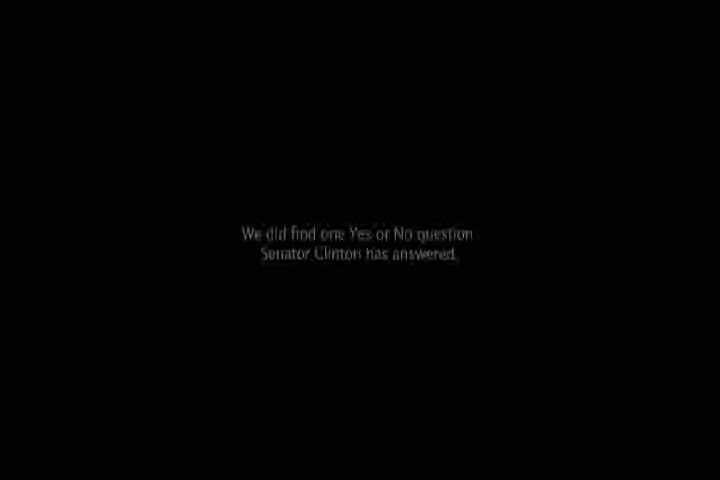 We did find one Yes or No question
Senator Clinton has answered.